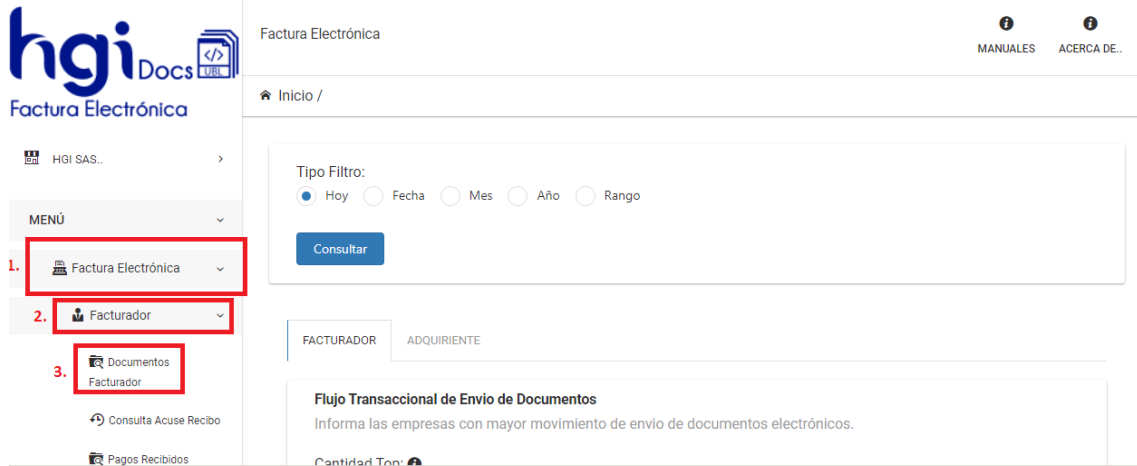 hgi Docs </> UBL
Factura Electrónica
Factura Electrónica
MANUALES
ACERCA DE..
Inicio /
HGI SAS..
MENÚ
1. Factura Electrónica
2. Facturador
3. Documentos
Facturador
Consulta Acuse Recibo
Pagos Recibidos
Tipo Filtro:
Hoy Fecha Mes Año Rango
Consultar
FACTURADOR ADQUIRIENTE
Flujo Transaccional de Envio de Documentos
Informa las empresas con mayor movimiento de envio de documentos electrónicos.
Cantidad Top: